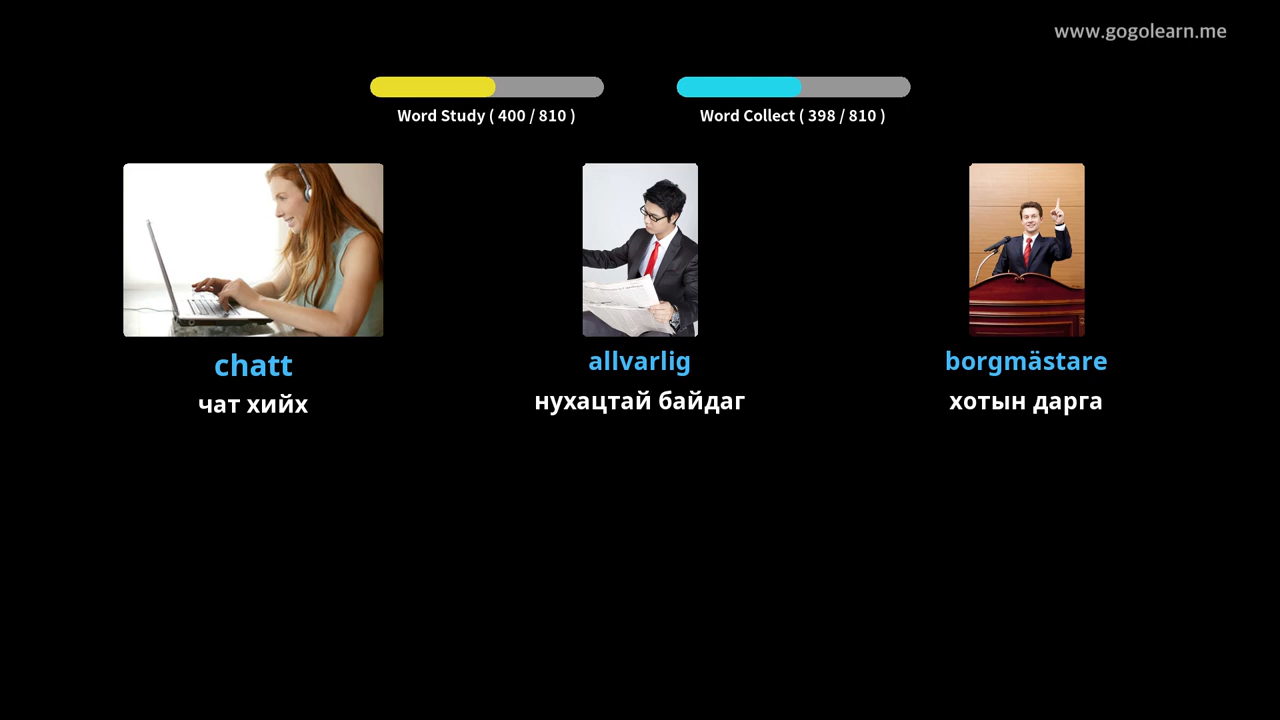 www.gogolearn.me
Word Study ( 400 / 810 )
Word Collect ( 398 / 810 )
chatt
чат хийх
allvarlig
нухацтай байдаг
borgmästare
хотын дарга